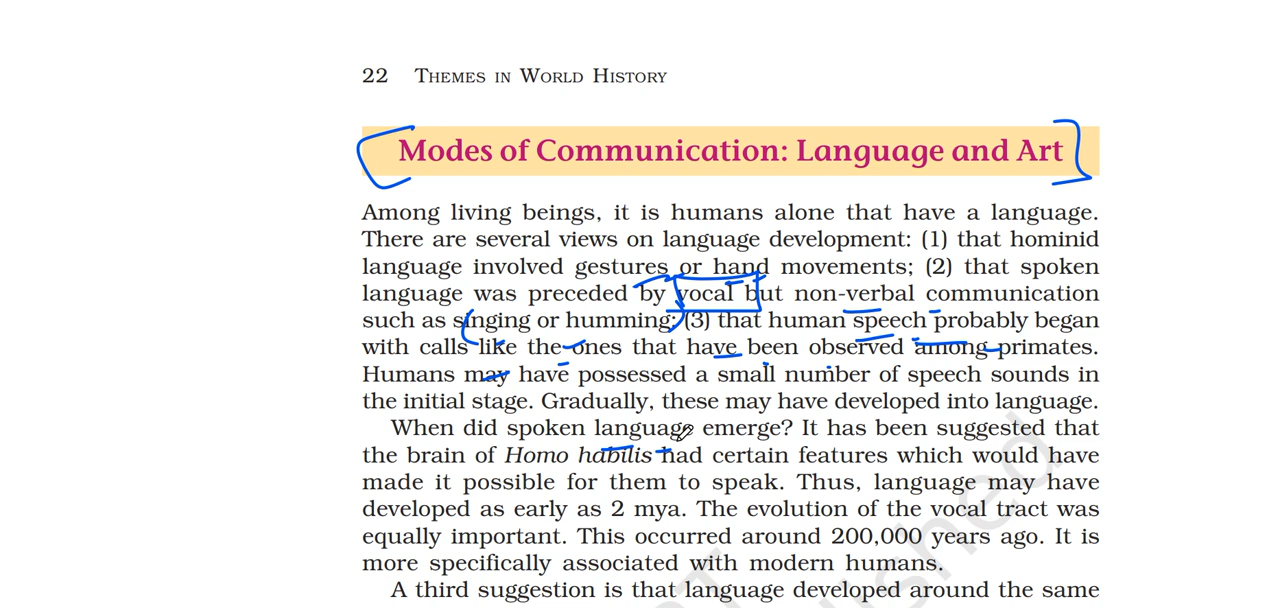 22 THEMES IN WORLD HISTORY
Modes of Communication: Language and Art
Among living beings, it is humans alone that have a language.
There are several views on language development: (1) that hominid
language involved gestures or hand movements; (2) that spoken
language was preceded by vocal but non-verbal communication
such as singing or humming; (3) that human speech probably began
with calls like the ones that have been observed among primates.
Humans may have possessed a small number of speech sounds in
the initial stage. Gradually, these may have developed into language.
When did spoken language emerge? It has been suggested that
the brain of Homo habilis had certain features which would have
made it possible for them to speak. Thus, language may have
developed as early as 2 mya. The evolution of the vocal tract was
equally important. This occurred around 200,000 years ago. It is
more specifically associated with modern humans.
A third suggestion is that language developed around the same